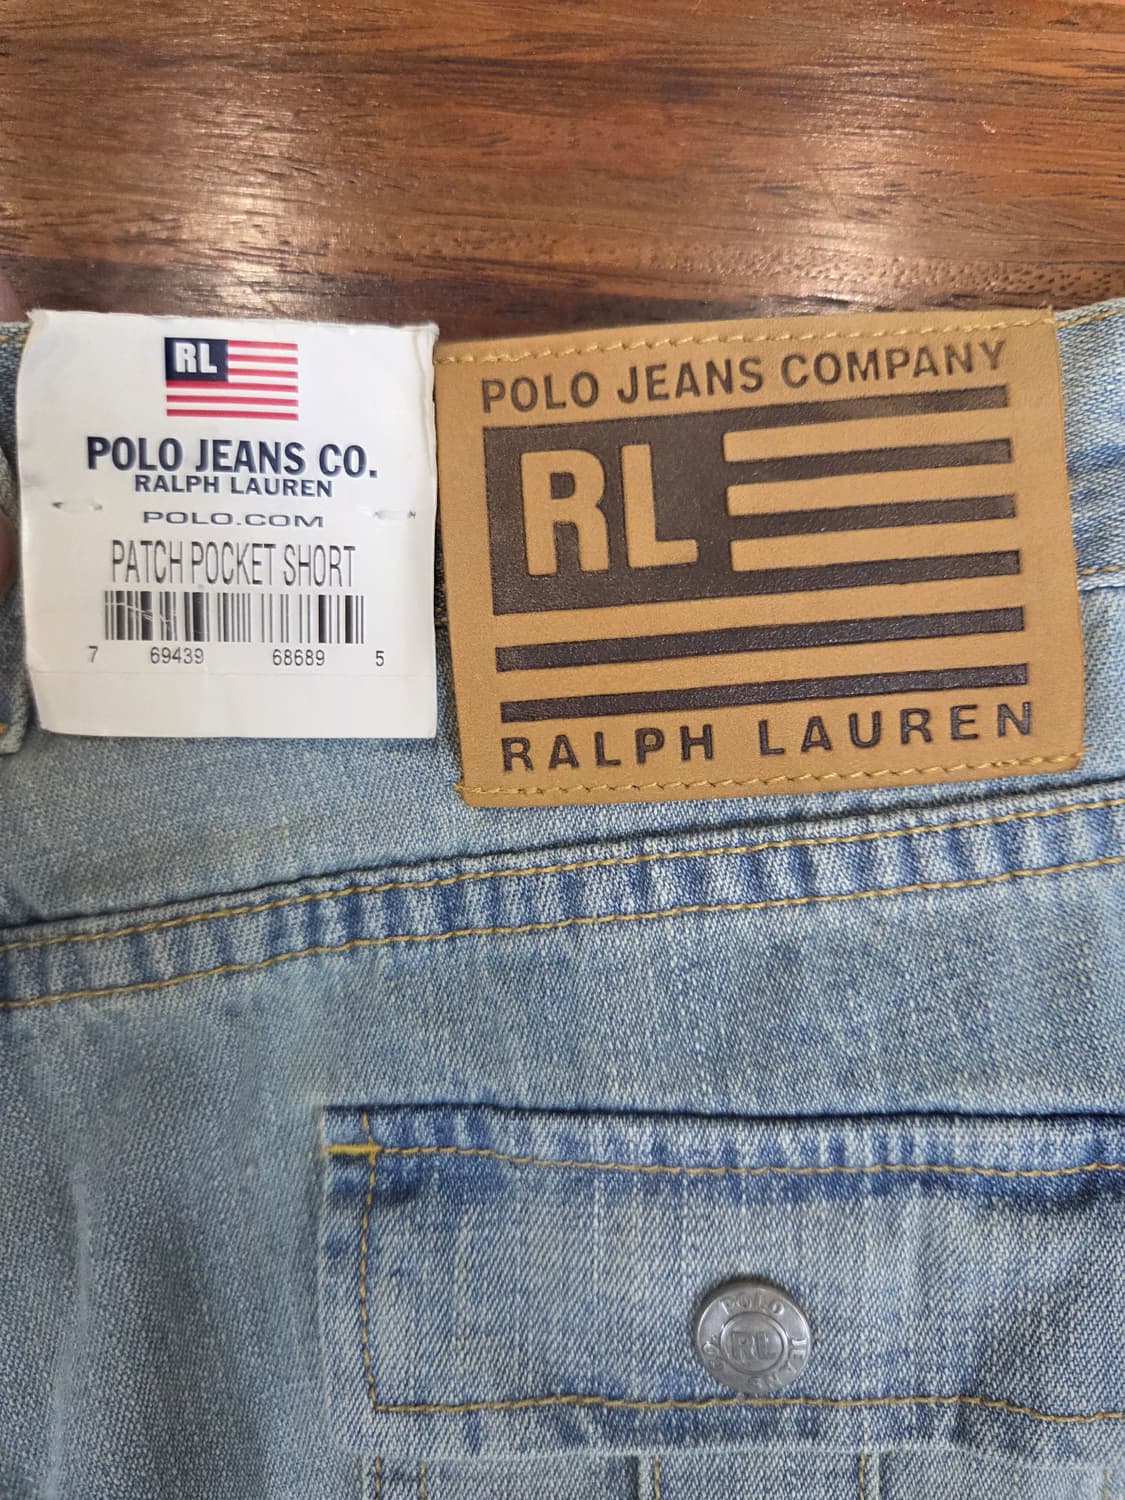 RL
POLO JEANS CO.
RALPH LAUREN
POLO.COM
PATCH POCKET SHORT
7 69439 68689 5
POLO JEANS COMPANY
RL
RALPH LAUREN
POLO JEANS
RL